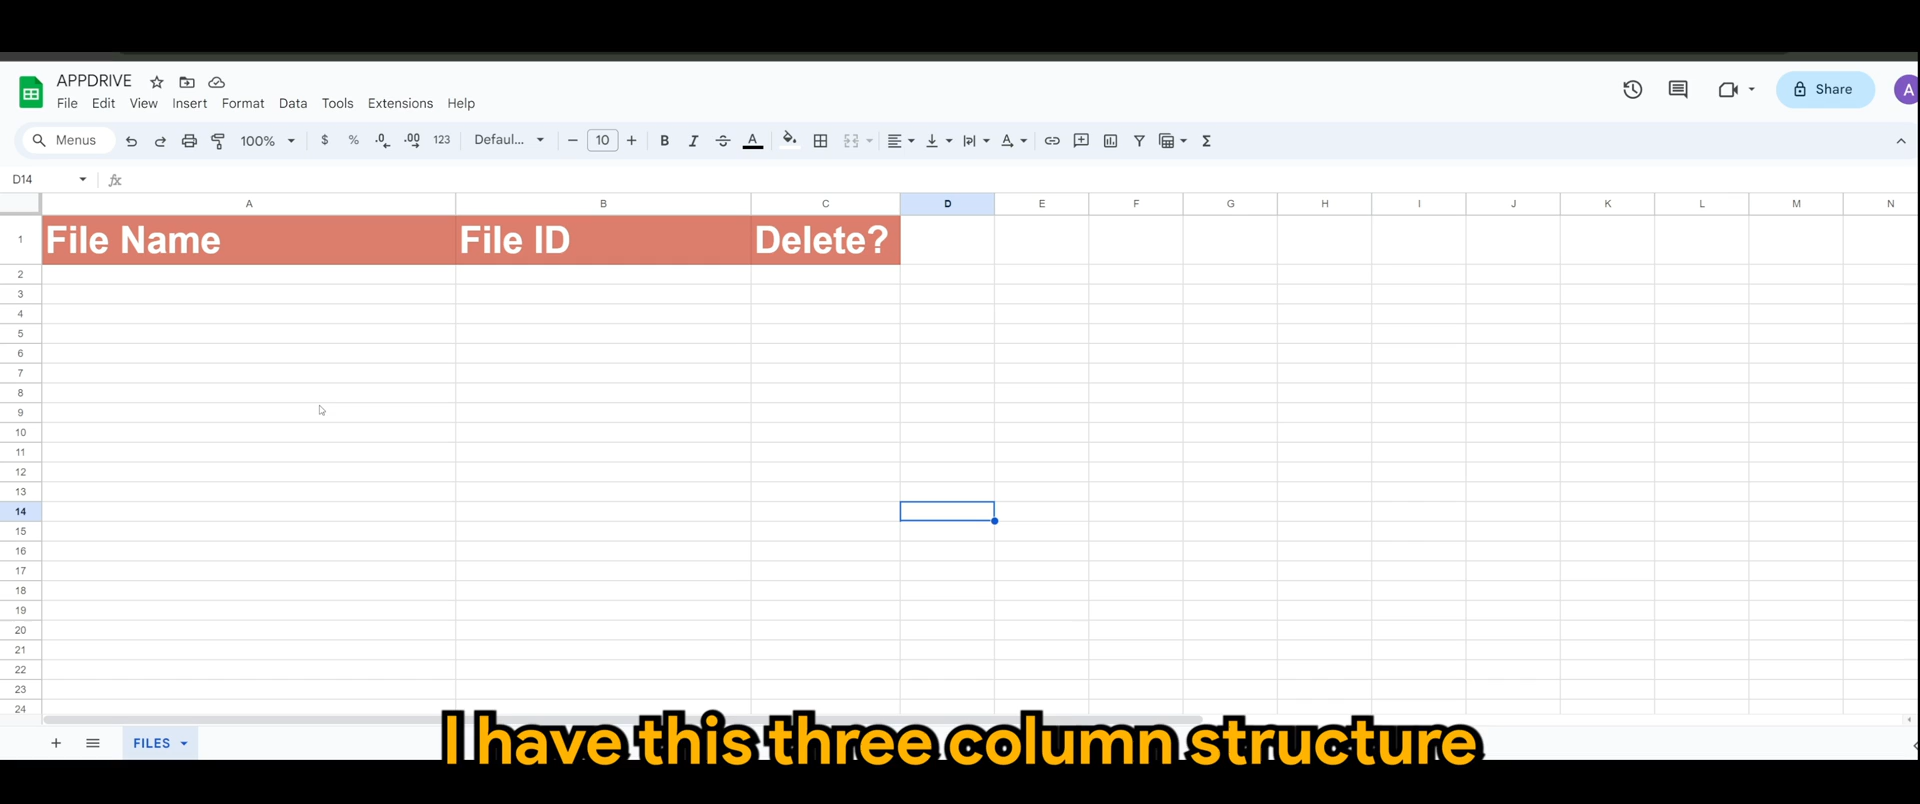 APPDRIVE
File Edit View Insert Format Data Tools Extensions Help
Share
A
Menus
100%
$ % .0 .00 123
Defaul...
10
B I S A
Σ
D14
fx
A B C D E F G H I J K L M N
1 File Name File ID Delete?
2
3
4
5
6
7
8
9
10
11
12
13
14
15
16
17
18
19
20
21
22
23
24
FILES
I have this three column structure